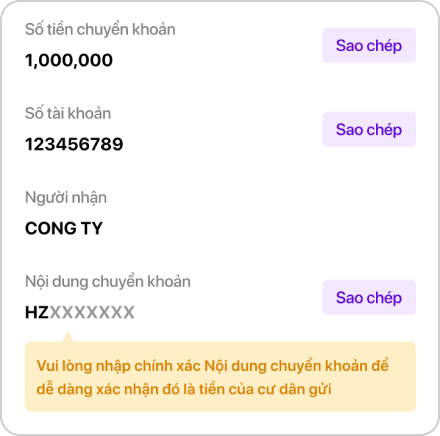 Số tiền chuyển khoản
1,000,000
Sao chép
Số tài khoản
123456789
Sao chép
Người nhận
CONG TY
Nội dung chuyển khoản
HZXXXXXXX
Sao chép
Vui lòng nhập chính xác Nội dung chuyển khoản để
dễ dàng xác nhận đó là tiền của cư dân gửi